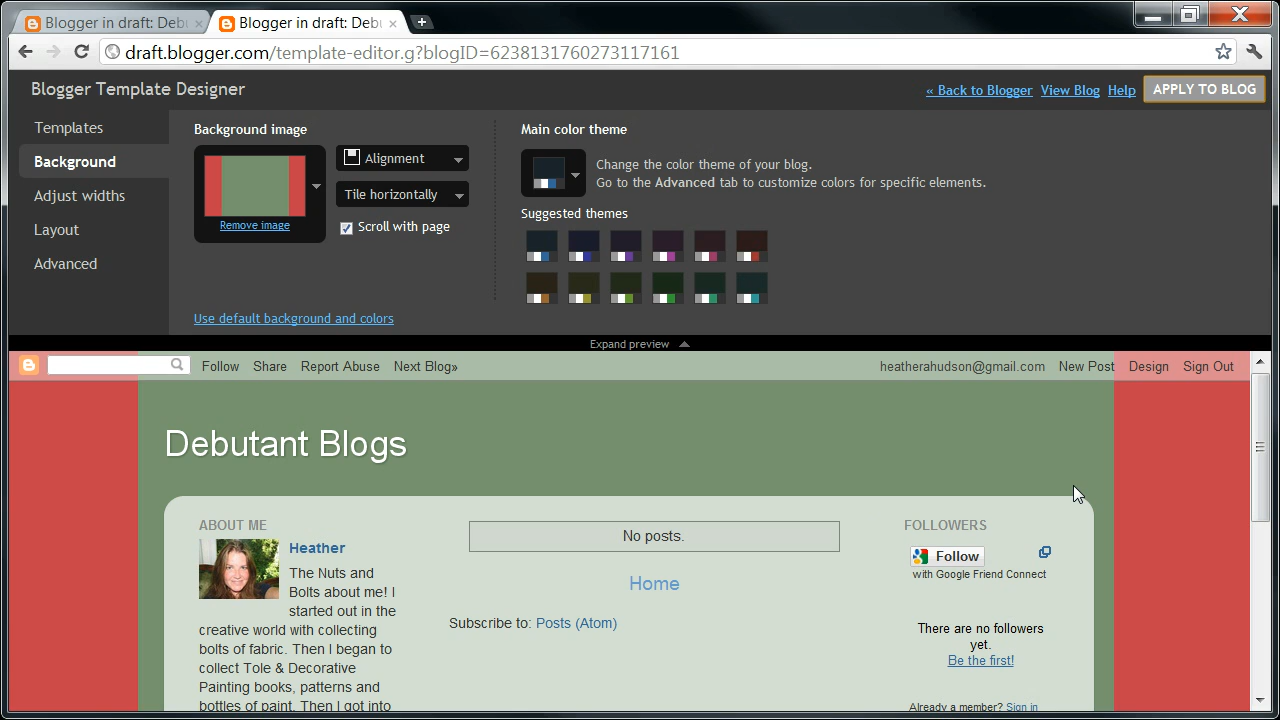 Blogger in draft: Debu
Blogger in draft: Deb
draft.blogger.com/template-editor.g?blogID=6238131760273117161
Blogger Template Designer
« Back to Blogger View Blog Help APPLY TO BLOG
Templates
Background
Adjust widths
Layout
Advanced
Background image
Remove image
Alignment
Tile horizontally
Scroll with page
Use default background and colors
Main color theme
Change the color theme of your blog.
Go to the Advanced tab to customize colors for specific elements.
Suggested themes
Expand preview
Follow Share Report Abuse Next Blog» heatherahudson@gmail.com New Post Design Sign Out
Debutant Blogs
ABOUT ME
Heather
The Nuts and
Bolts about me! I
started out in the
creative world with collecting
bolts of fabric. Then I began to
collect Tole & Decorative
Painting books, patterns and
bottles of paint. Then I got into
No posts.
Home
Subscribe to: Posts (Atom)
FOLLOWERS
Follow
with Google Friend Connect
There are no followers
yet.
Be the first!
Already a member? Sign in